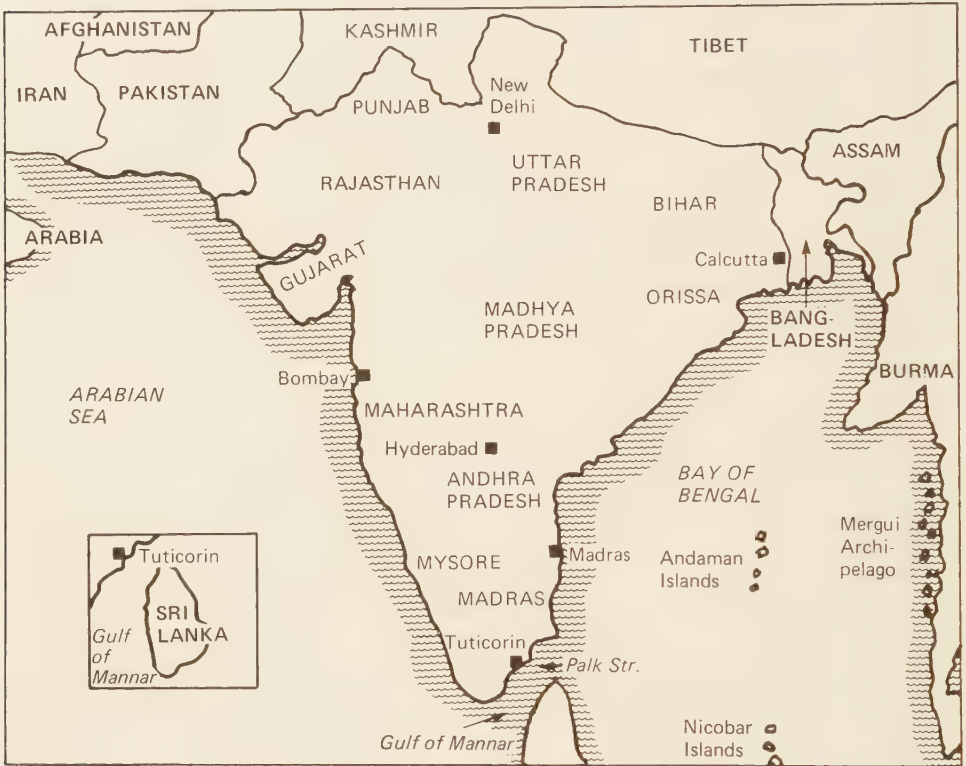 AFGHANISTAN
KASHMIR
TIBET
IRAN
PAKISTAN
PUNJAB
New
Delhi
ASSAM
RAJASTHAN
UTTAR
PRADESH
BIHAR
ARABIA
GUJARAT
Calcutta
ORISSA
MADHYA
PRADESH
BANG-
LADESH
BURMA
Bombay
ARABIAN
SEA
MAHARASHTRA
Hyderabad
ANDHRA
PRADESH
BAY OF
BENGAL
Mergui
Archi-
pelago
Andaman
Islands
Madras
MYSORE
MADRAS
Tuticorin
SRI
LANKA
Gulf
of
Mannar
Tuticorin
Palk Str.
Gulf of Mannar
Nicobar
Islands